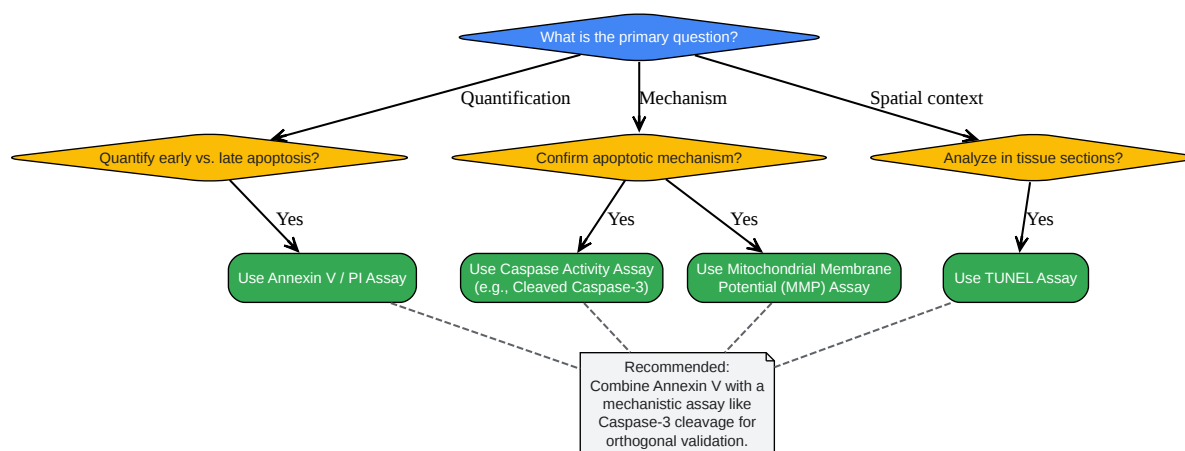 What is the primary question?
Quantification
Mechanism
Spatial context
Quantify early vs. late apoptosis?
Confirm apoptotic mechanism?
Analyze in tissue sections?
Yes
Yes
Yes
Yes
Use Annexin V / PI Assay
Use Caspase Activity Assay
(e.g., Cleaved Caspase-3)
Use Mitochondrial Membrane
Potential (MMP) Assay
Use TUNEL Assay
Recommended:
Combine Annexin V with a
mechanistic assay like
Caspase-3 cleavage for
orthogonal validation.